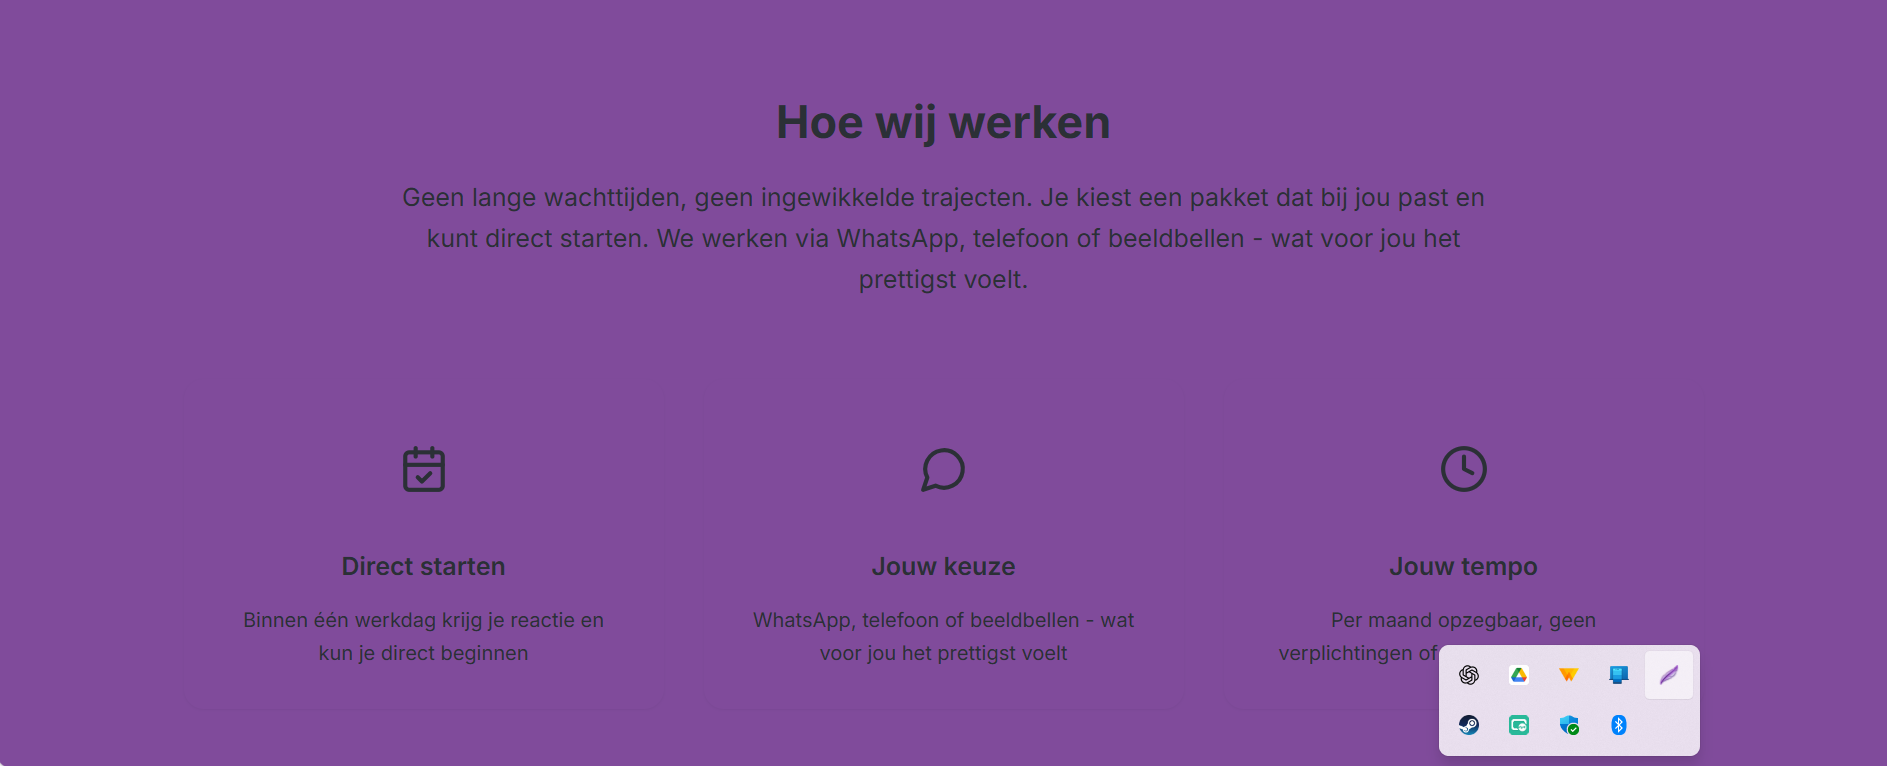 Hoe wij werken
Geen lange wachttijden, geen ingewikkelde trajecten. Je kiest een pakket dat bij jou past en
kunt direct starten. We werken via WhatsApp, telefoon of beeldbellen - wat voor jou het
prettigst voelt.
Direct starten
Binnen één werkdag krijg je reactie en
kun je direct beginnen
Jouw keuze
WhatsApp, telefoon of beeldbellen - wat
voor jou het prettigst voelt
Jouw tempo
Per maand opzegbaar, geen
verplichtingen of